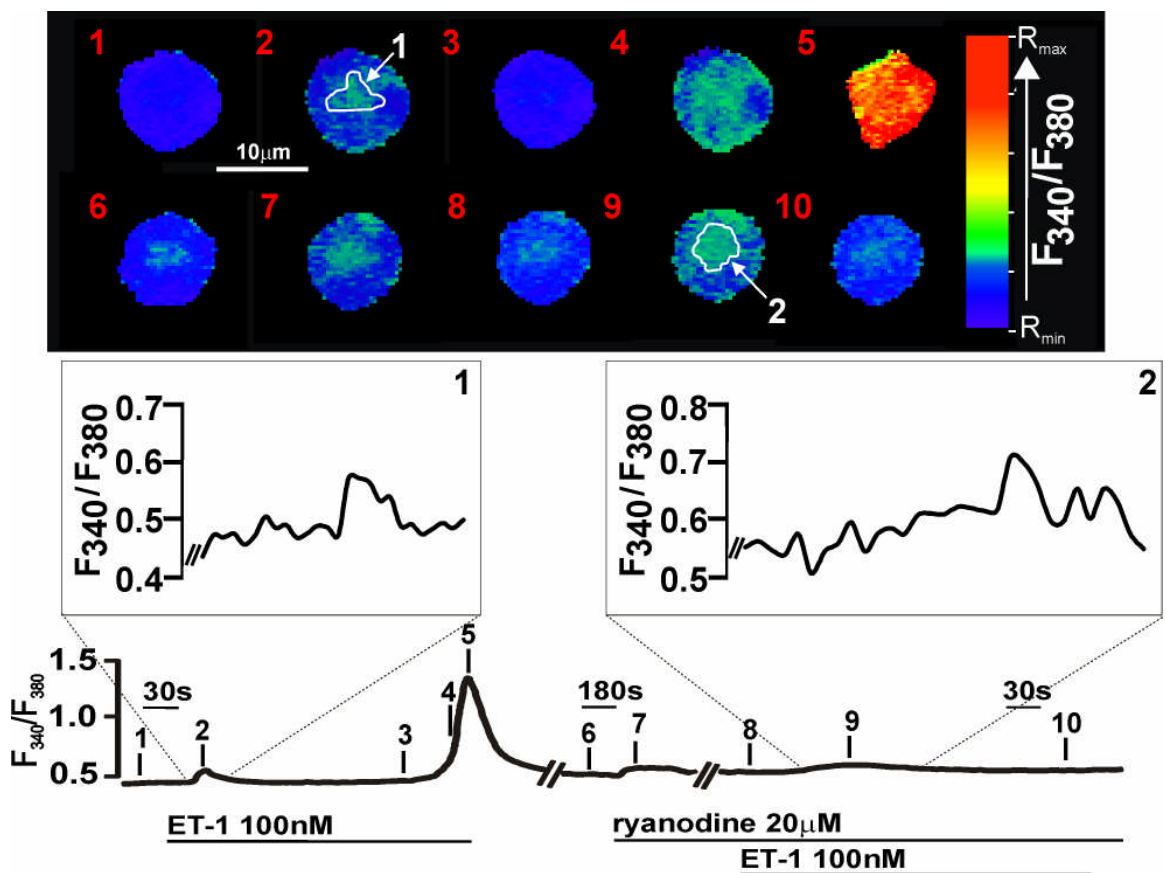 1 2 3 4 5
1
10μm
6 7 8 9 10
2
Rmax
F340/F380
Rmin
1
F340/F380
0.7
0.6
0.5
0.4
2
F340/F380
0.8
0.7
0.6
0.5
F340/F380
1.5
1.0
0.5
30s
180s
30s
1 2 3 4 5 6 7 8 9 10
ET-1 100nM
ryanodine 20μM
ET-1 100nM